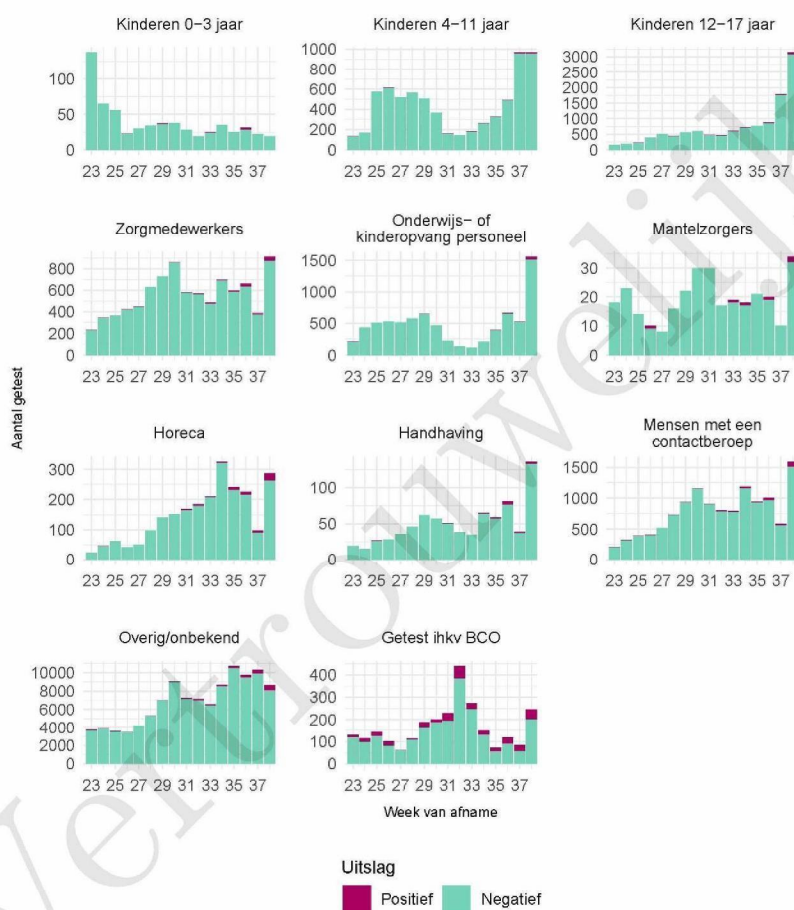 Kinderen 0−3 jaar
Kinderen 4−11 jaar
Kinderen 12−17 jaar
100
50
0
23 25 27 29 31 33 35 37
1000
800
600
400
200
0
23 25 27 29 31 33 35 37
3000
2500
2000
1500
1000
500
0
23 25 27 29 31 33 35 37
Zorgmedewerkers
Onderwijs− of
kinderopvang personeel
Mantelzorgers
800
600
400
200
0
23 25 27 29 31 33 35 37
1500
1000
500
0
23 25 27 29 31 33 35 37
30
20
10
0
23 25 27 29 31 33 35 37
Aantal getest
Horeca
Handhaving
Mensen met een
contactberoep
300
200
100
0
23 25 27 29 31 33 35 37
100
50
0
23 25 27 29 31 33 35 37
1500
1000
500
0
23 25 27 29 31 33 35 37
Overig/onbekend
Getest ihkv BCO
10000
8000
6000
4000
2000
0
23 25 27 29 31 33 35 37
400
300
200
100
0
23 25 27 29 31 33 35 37
Week van afname
Uitslag
Positief Negatief
Vertrouwelijk